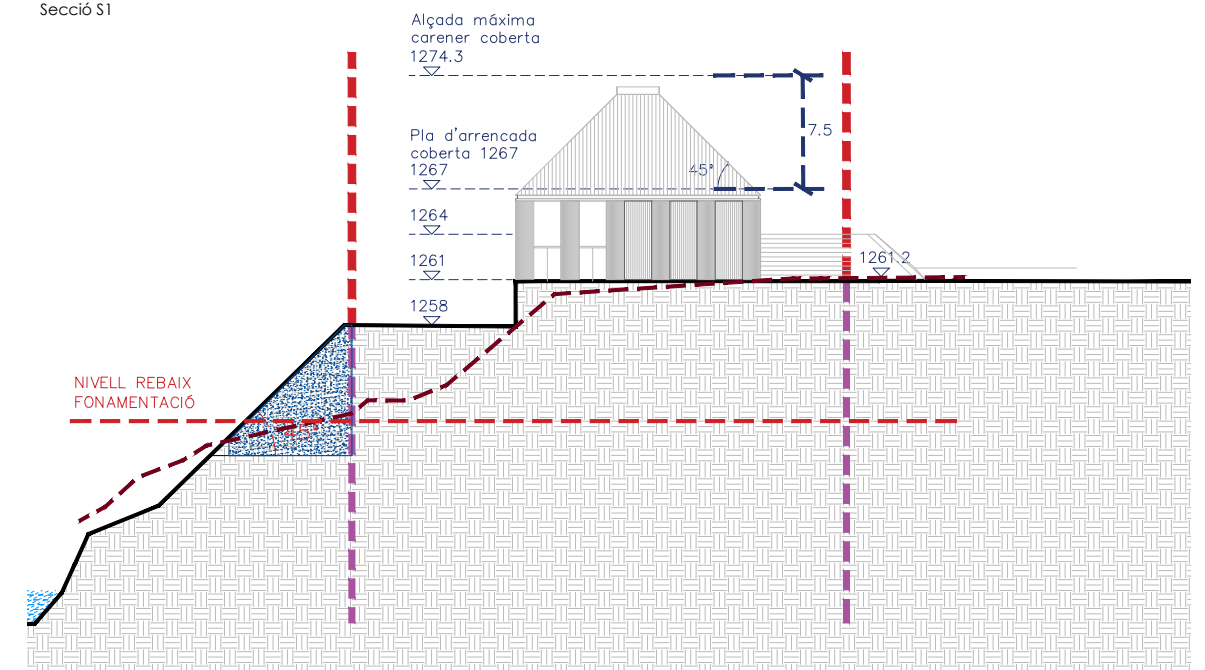 Secció S1
Alçada máxima
carener coberta
1274.3
7.5
Pla d'arrencada
coberta 1267
1267
45°
1264
1261
1261.2
1258
NIVELL REBAIX
FONAMENTACIÓ